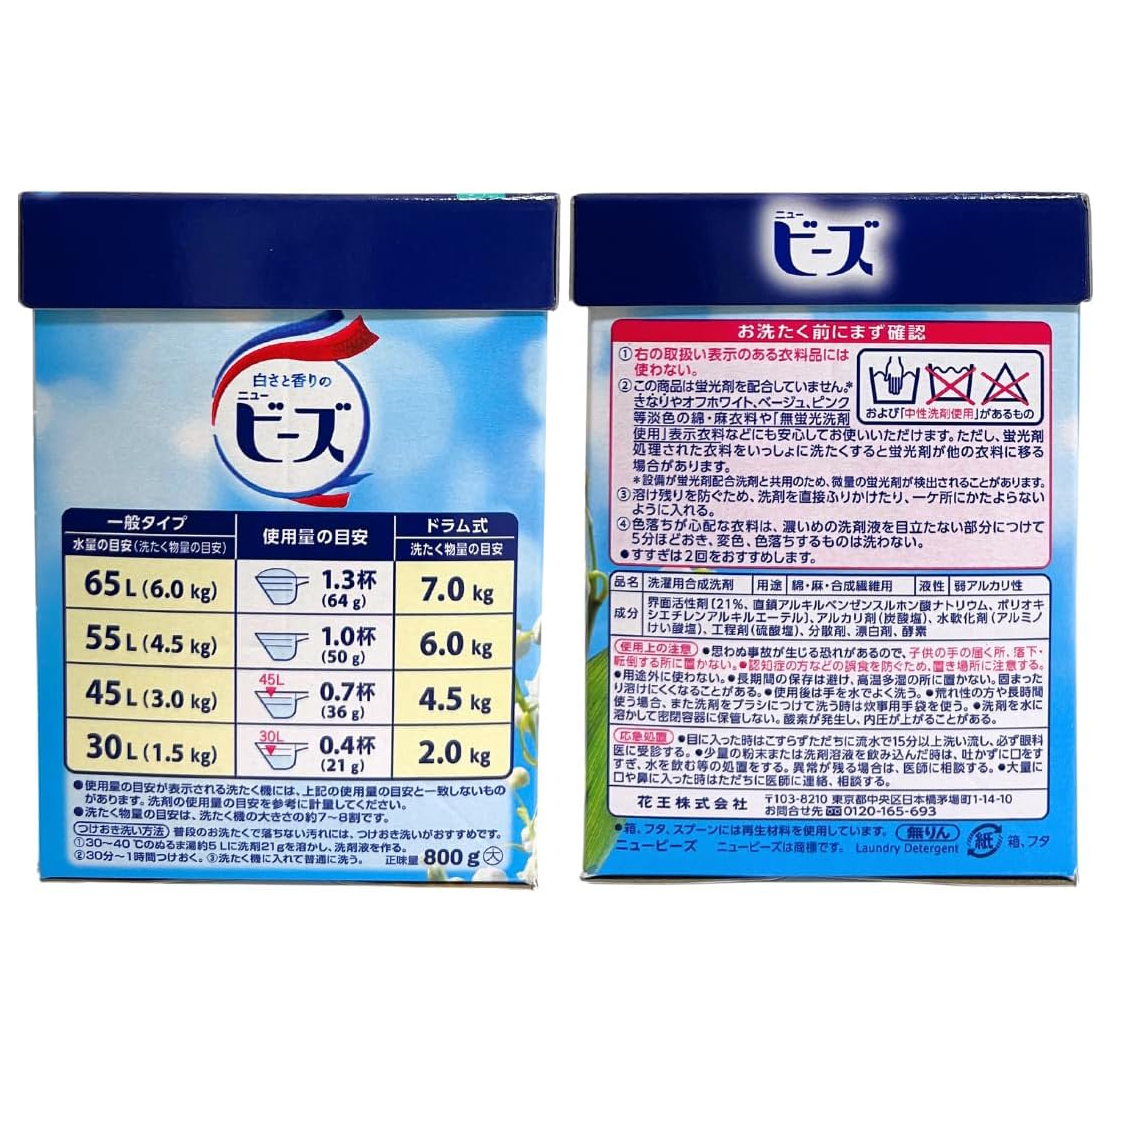 白さと香りの
ニュー
ビーズ
一般タイプ
水量の目安(洗たく物量の目安)
使用量の目安
ドラム式
洗たく物量の目安
65L(6.0 kg)
1.3杯
(64 g)
7.0 kg
55L(4.5 kg)
1.0杯
(50 g)
6.0 kg
45L(3.0 kg)
45L
0.7杯
(36 g)
4.5 kg
30L(1.5 kg)
30L
0.4杯
(21 g)
2.0 kg
●使用量の目安が表示される洗たく機には、上記の使用量の目安と一致しないもの
があります。洗剤の使用量の目安を参考に計量してください。
●洗たく物量の目安は、洗たく機の大きさの約7〜8割です。
つけおき洗い方法 普段のお洗たくで落ちない汚れには、つけおき洗いがおすすめです。
①30〜40℃のぬるま湯約5Lに洗剤21gを溶かし、洗剤液を作る。
②30分〜1時間つけおく。③洗たく機に入れて普通に洗う。 正味量 800g 大
ニュー
ビーズ
お洗たく前にまず確認
①右の取扱い表示のある衣料品には
使わない。
および「中性洗剤使用」があるもの
②この商品は蛍光剤を配合していません。*
きなりやオフホワイト、ベージュ、ピンク
等淡色の綿・麻衣料や「無蛍光洗剤
使用」表示衣料などにも安心してお使いいただけます。ただし、蛍光剤
処理された衣料をいっしょに洗たくすると蛍光剤が他の衣料に移る
場合があります。
*設備が蛍光剤配合洗剤と共用のため、微量の蛍光剤が検出されることがあります。
③溶け残りを防ぐため、洗剤を直接ふりかけたり、一ケ所にかたよらない
ように入れる。
④色落ちが心配な衣料は、濃いめの洗剤液を目立たない部分につけて
5分ほどおき、変色、色落ちするものは洗わない。
●すすぎは2回をおすすめします。
品名 洗濯用合成洗剤 用途 綿・麻・合成繊維用 液性 弱アルカリ性
成分 界面活性剤(21%、直鎖アルキルベンゼンスルホン酸ナトリウム、ポリオキ
シエチレンアルキルエーテル)、アルカリ剤(炭酸塩)、水軟化剤(アルミノ
けい酸塩)、工程剤(硫酸塩)、分散剤、漂白剤、酵素
使用上の注意 ●思わぬ事故が生じる恐れがあるので、子供の手の届く所、落下・
転倒する所に置かない。●認知症の方などの誤食を防ぐため、置き場所に注意する。
●用途外に使わない。●長期間の保存は避け、高温多湿の所に置かない。固まった
り溶けにくくなることがある。●使用後は手を水でよく洗う。●荒れ性の方や長時間
使う場合、また洗剤をブラシにつけて洗う時は炊事用手袋を使う。●洗剤を水に
溶かして密閉容器に保管しない。酸素が発生し、内圧が上がることがある。
応急処置 ●目に入った時はこすらずただちに流水で15分以上洗い流し、必ず眼科
医に受診する。●少量の粉末または洗剤溶液を飲み込んだ時は、吐かずに口をす
すぎ、水を飲む等の処置をする。異常が残る場合は、医師に相談する。●大量に
口や鼻に入った時はただちに医師に連絡、相談する。
花王株式会社 〒103-8210 東京都中央区日本橋茅場町1-14-10
お問合せ先 0120-165-693
●箱、フタ、スプーンには再生材料を使用しています。 無りん 紙 箱、フタ
ニュービーズ ニュービーズは商標です。 Laundry Detergent